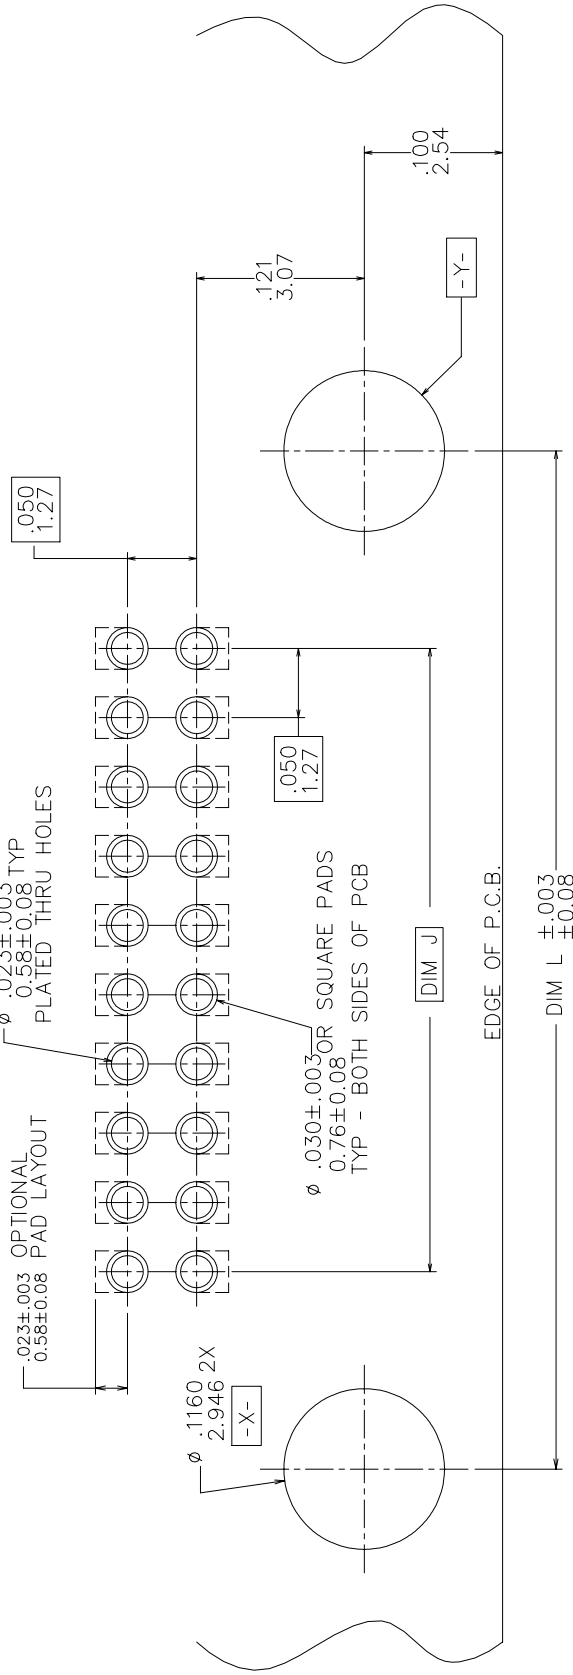 .023±.003
0.58±0.08
OPTIONAL
PAD LAYOUT
ø .023±.003
0.58±0.08 TYP
PLATED THRU HOLES
.050
1.27
ø .1160 2X
2.946
-X-
ø .030±.003 OR SQUARE PADS
0.76±0.08
TYP - BOTH SIDES OF PCB
.050
1.27
.121
3.07
.100
2.54
-Y-
DIM J
EDGE OF P.C.B.
DIM L ±.003
±0.08